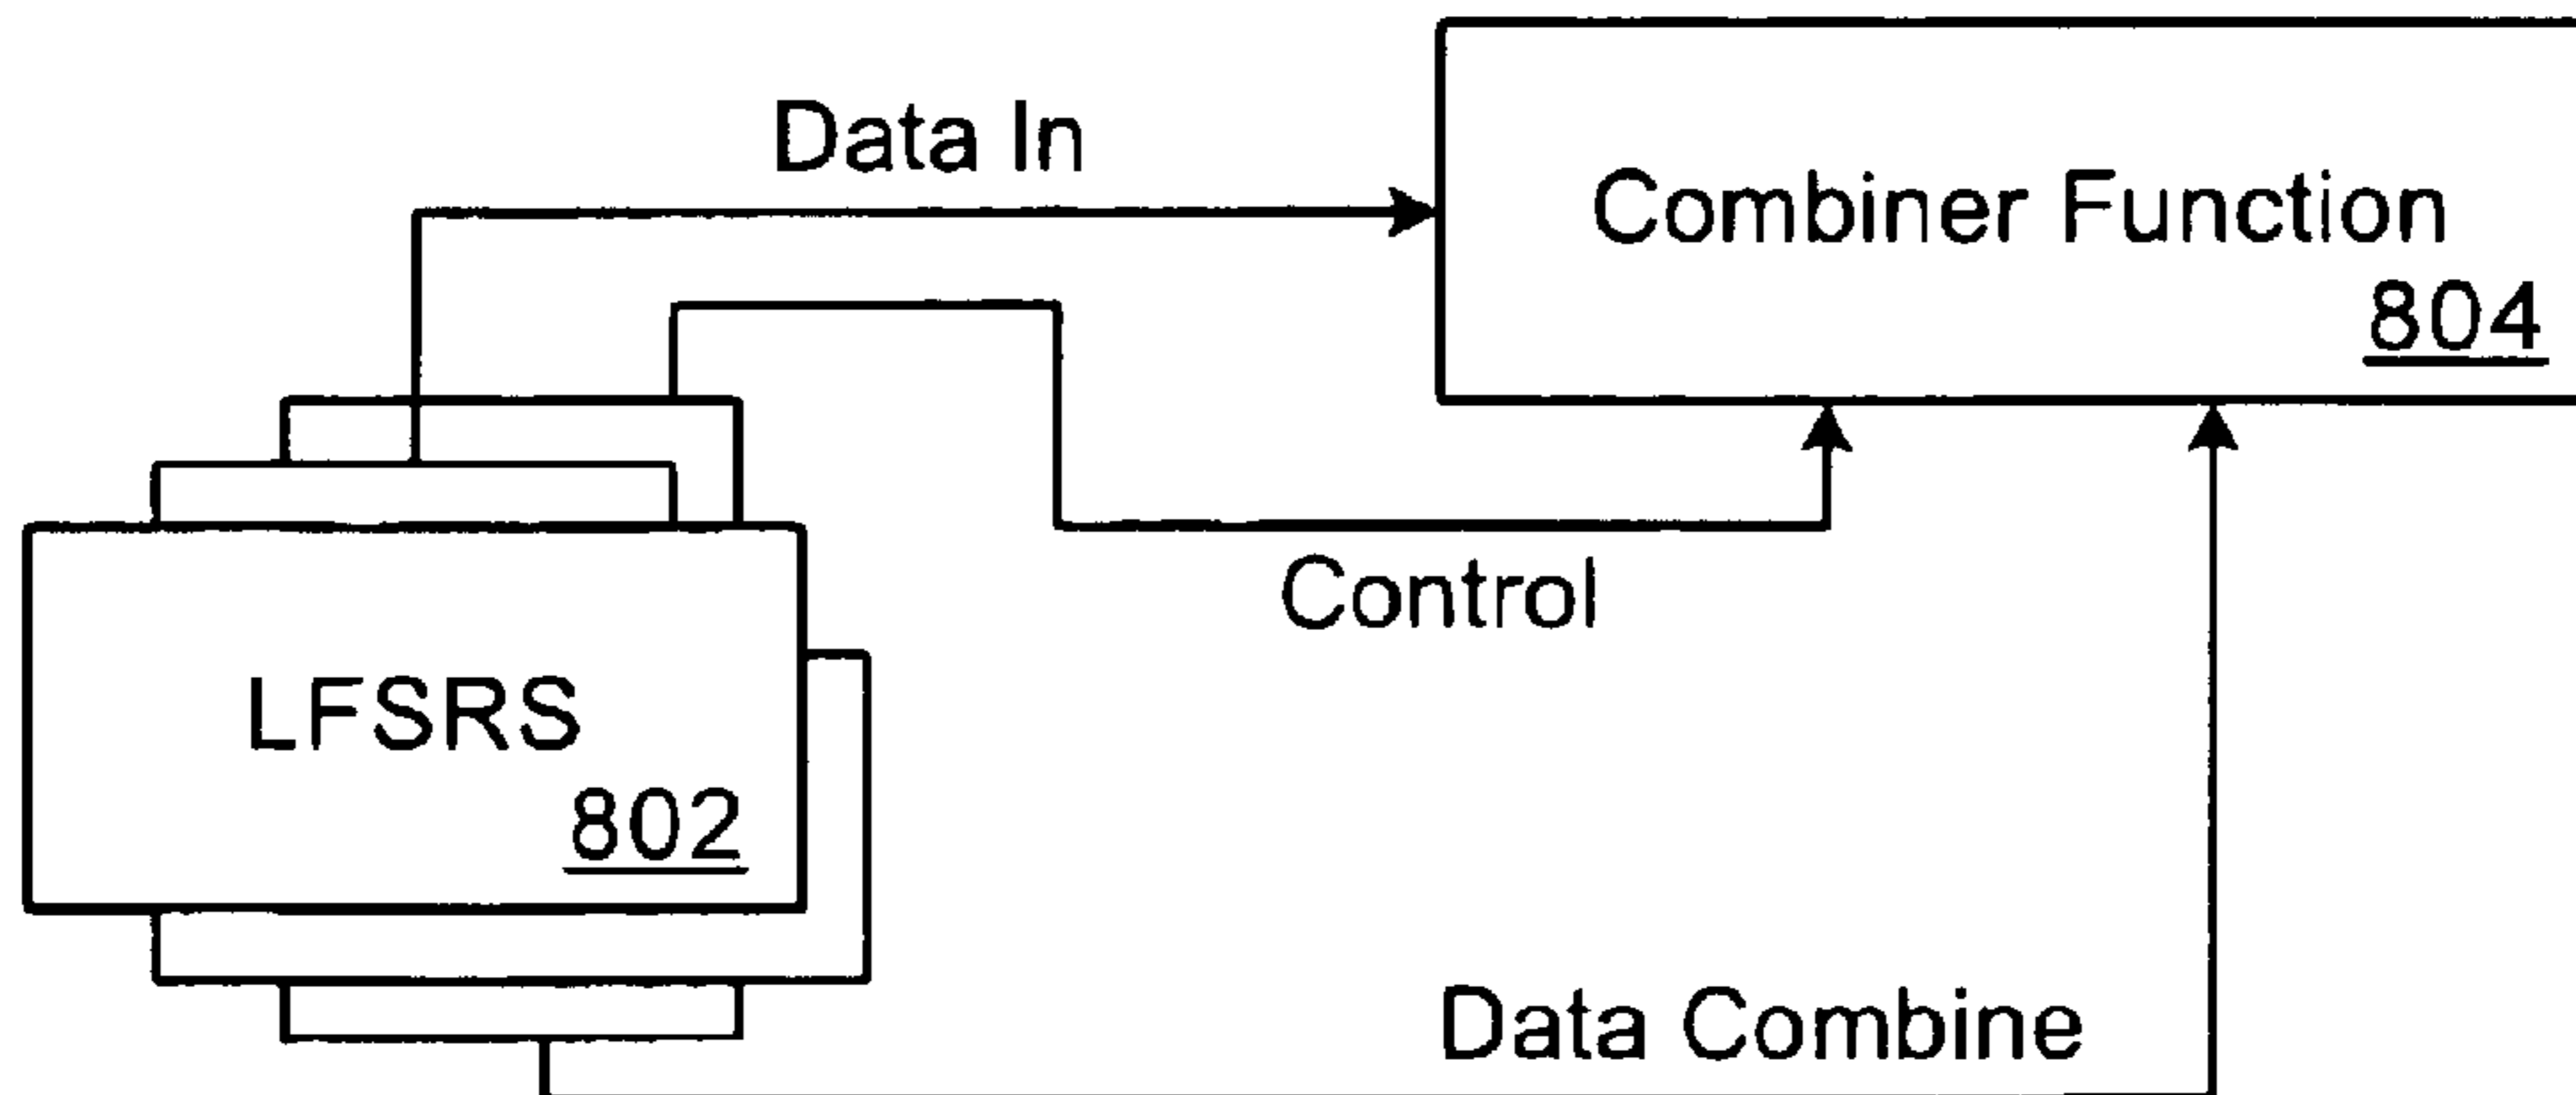 Data In
Combiner Function
804
Control
LFSRS
802
Data Combine